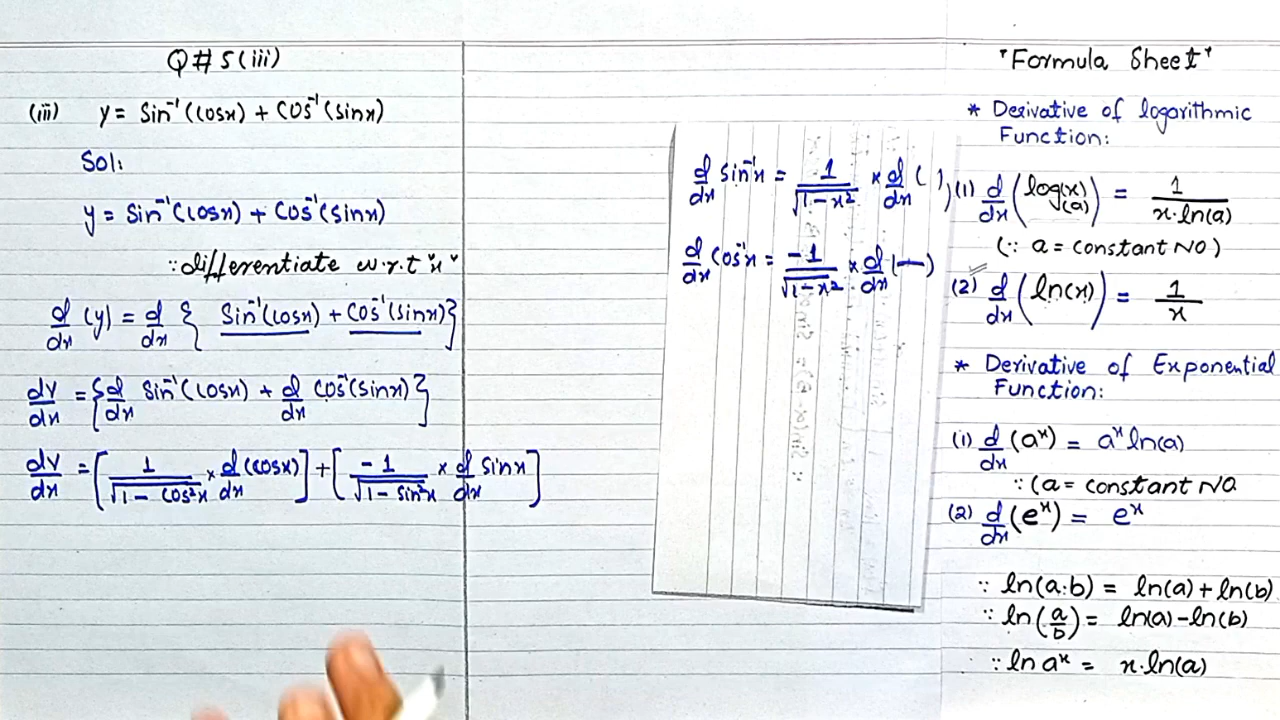 Q # 5 (iii)
(iii) y = Sin⁻¹(cosx) + Cos⁻¹(sinx)
Sol:
y = Sin⁻¹(cosx) + Cos⁻¹(sinx)
∵ differentiate w.r.t "x"
d/dx (y) = d/dx { Sin⁻¹(cosx) + Cos⁻¹(sinx) }
dy/dx = { d/dx Sin⁻¹(cosx) + d/dx Cos⁻¹(sinx) }
dy/dx = [ 1/√(1 - cos²x) × d/dx (cosx) ] + [ -1/√(1 - sin²x) × d/dx sinx ]
d/dx sin⁻¹x = 1/√(1-x²) × d/dx ( )
d/dx cos⁻¹x = -1/√(1-x²) × d/dx (—)
"Formula Sheet"
* Derivative of logarithmic
Function:
(1) d/dx (log(x)(a)) = 1/(x·ln(a))
(∵ a = constant NO)
(2) d/dx (ln(x)) = 1/x
* Derivative of Exponential
Function:
(1) d/dx (aˣ) = aˣ ln(a)
∵ (a = constant NO
(2) d/dx (eˣ) = eˣ
∵ ln(a.b) = ln(a) + ln(b)
∵ ln(a/b) = ln(a) - ln(b)
∵ ln aˣ = x·ln(a)